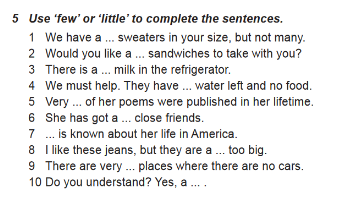 5 Use ‘few’ or ‘little’ to complete the sentences.
1 We have a ... sweaters in your size, but not many.
2 Would you like a ... sandwiches to take with you?
3 There is a ... milk in the refrigerator.
4 We must help. They have ... water left and no food.
5 Very ... of her poems were published in her lifetime.
6 She has got a ... close friends.
7 ... is known about her life in America.
8 I like these jeans, but they are a ... too big.
9 There are very ... places where there are no cars.
10 Do you understand? Yes, a ... .